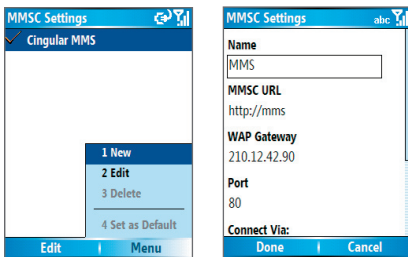 MMSC Settings
Cingular MMS
1 New
2 Edit
3 Delete
4 Set as Default
Edit
Menu
MMSC Settings
abc
Name
MMS
MMSC URL
http://mms
WAP Gateway
210.12.42.90
Port
80
Connect Via:
Done
Cancel